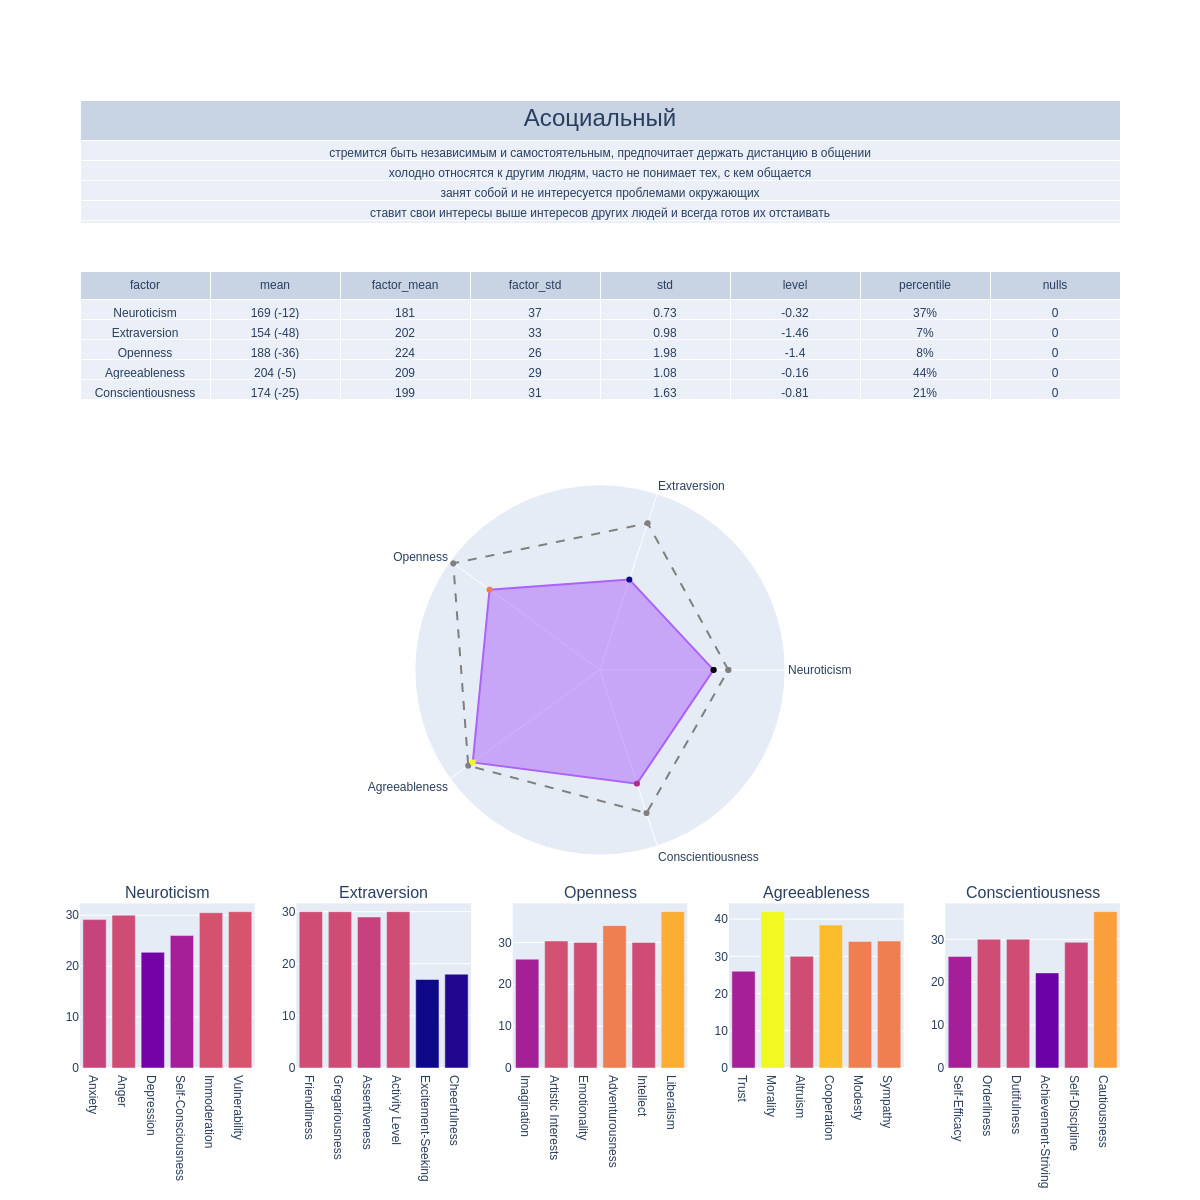 Асоциальный
стремится быть независимым и самостоятельным, предпочитает держать дистанцию в общении
холодно относятся к другим людям, часто не понимает тех, с кем общается
занят собой и не интересуется проблемами окружающих
ставит свои интересы выше интересов других людей и всегда готов их отстаивать
factor mean factor_mean factor_std std level percentile nulls
Neuroticism 169 (-12) 181 37 0.73 -0.32 37% 0
Extraversion 154 (-48) 202 33 0.98 -1.46 7% 0
Openness 188 (-36) 224 26 1.98 -1.4 8% 0
Agreeableness 204 (-5) 209 29 1.08 -0.16 44% 0
Conscientiousness 174 (-25) 199 31 1.63 -0.81 21% 0
Extraversion
Openness
Neuroticism
Agreeableness
Conscientiousness
Neuroticism
30
20
10
0
Anxiety
Anger
Depression
Self-Consciousness
Immoderation
Vulnerability
Extraversion
30
20
10
0
Friendliness
Gregariousness
Assertiveness
Activity Level
Excitement-Seeking
Cheerfulness
Openness
30
20
10
0
Imagination
Artistic Interests
Emotionality
Adventurousness
Intellect
Liberalism
Agreeableness
40
30
20
10
0
Trust
Morality
Altruism
Cooperation
Modesty
Sympathy
Conscientiousness
30
20
10
0
Self-Efficacy
Orderliness
Dutifulness
Achievement-Striving
Self-Discipline
Cautiousness